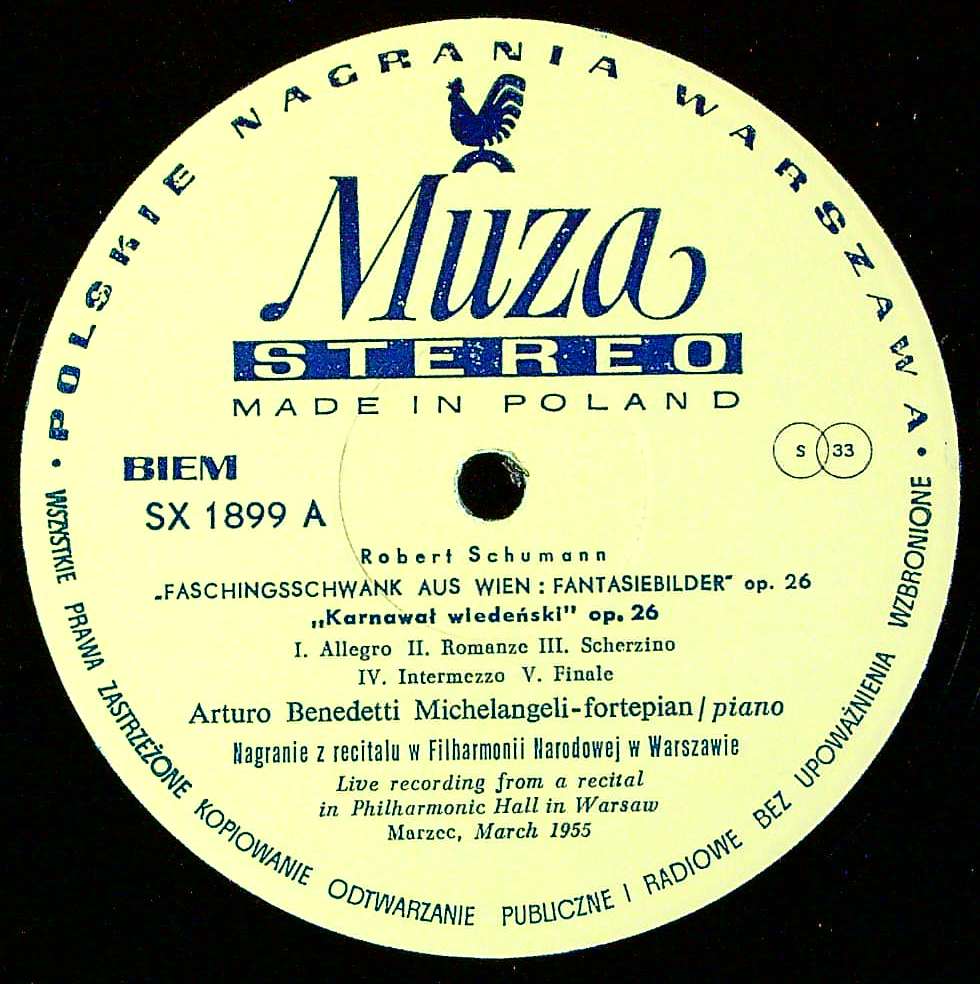 POLSKIE NAGRANIA WARSZAWA
Muza
STEREO
MADE IN POLAND
BIEM
S 33
SX 1899 A
Robert Schumann
„FASCHINGSSCHWANK AUS WIEN : FANTASIEBILDER" op. 26
„Karnawał wiedeński" op. 26
I. Allegro II. Romanze III. Scherzino
IV. Intermezzo V. Finale
Arturo Benedetti Michelangeli-fortepian/piano
Nagranie z recitalu w Filharmonii Narodowej w Warszawie
Live recording from a recital
in Philharmonic Hall in Warsaw
Marzec, March 1955
• WSZYSTKIE PRAWA ZASTRZEŻONE KOPIOWANIE ODTWARZANIE PUBLICZNE I RADIOWE BEZ UPOWAŻNIENIA WZBRONIONE •